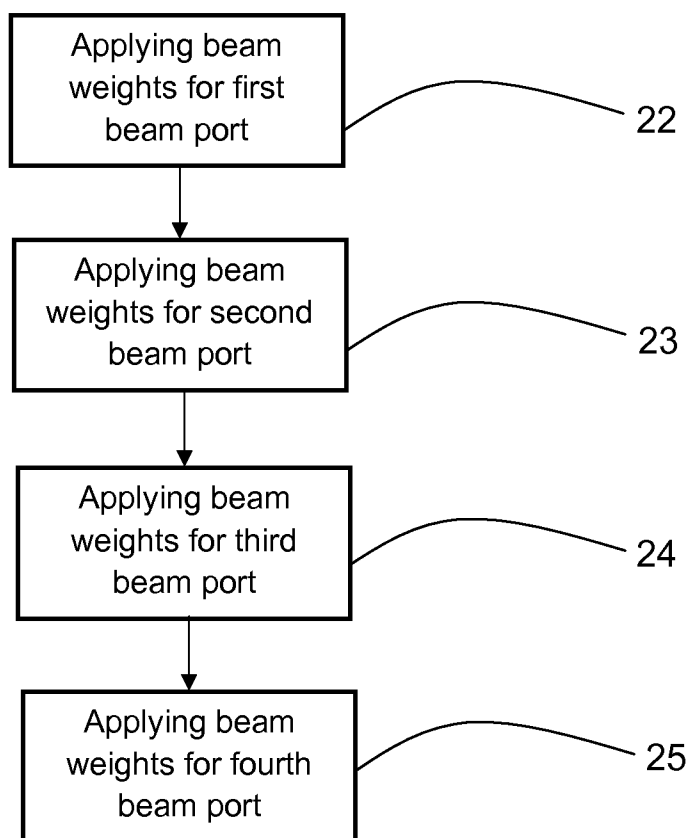 Applying beam
weights for first
beam port
22
Applying beam
weights for second
beam port
23
Applying beam
weights for third
beam port
24
Applying beam
weights for fourth
beam port
25